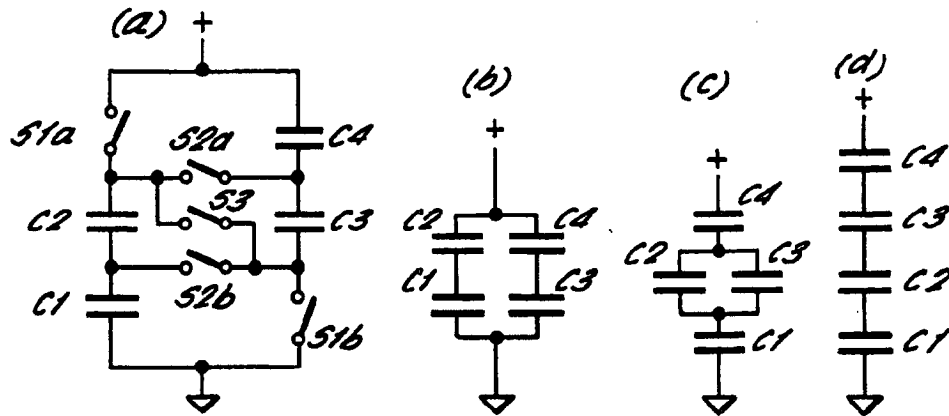 (a)
+
S1a
S2a
C4
S3
C2
C3
C1
S2b
S1b
(b)
+
C2
C4
C1
C3
(c)
+
C4
C2
C3
C1
(d)
+
C4
C3
C2
C1